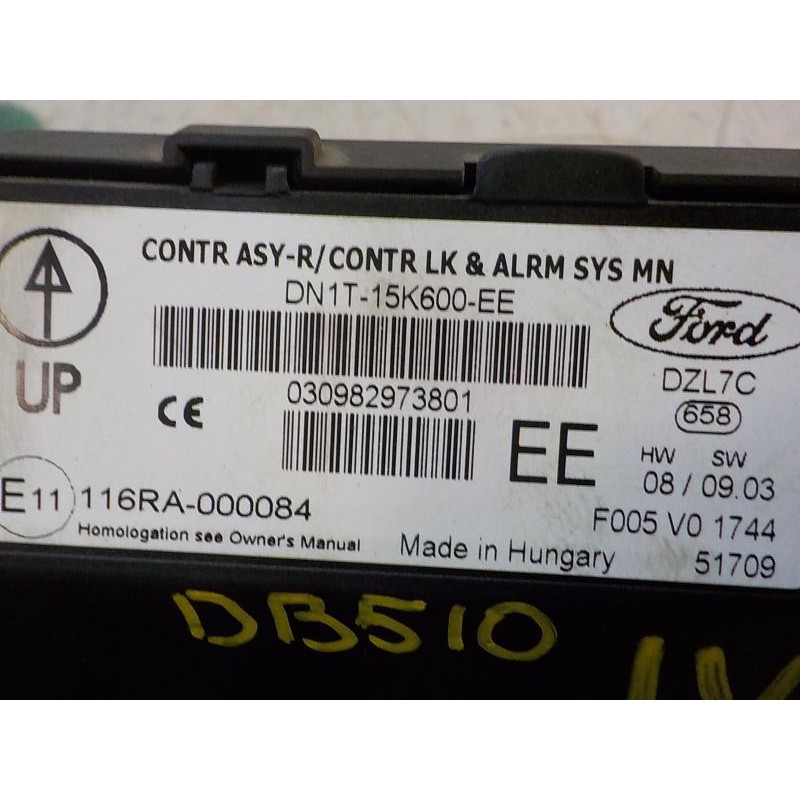 CONTR ASY-R/CONTR LK & ALRM SYS MN
DN1T-15K600-EE
Ford
UP
DZL7C
030982973801
658
CE
EE
HW SW
08 / 09.03
E11 116RA-000084
F005 V0 1744
Homologation see Owner's Manual
Made in Hungary
51709
DB510